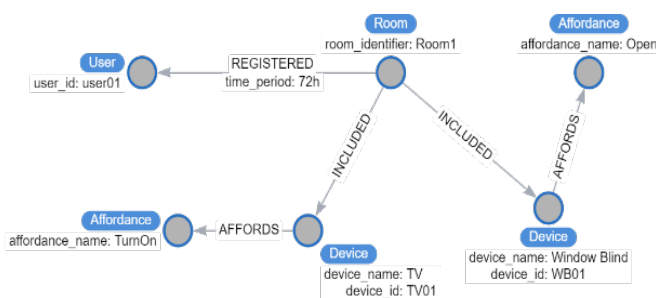 Room
room_identifier: Room1
Affordance
affordance_name: Open
User
user_id: user01
REGISTERED
time_period: 72h
INCLUDED
INCLUDED
AFFORDS
Affordance
affordance_name: TurnOn
AFFORDS
Device
device_name: TV
device_id: TV01
Device
device_name: Window Blind
device_id: WB01